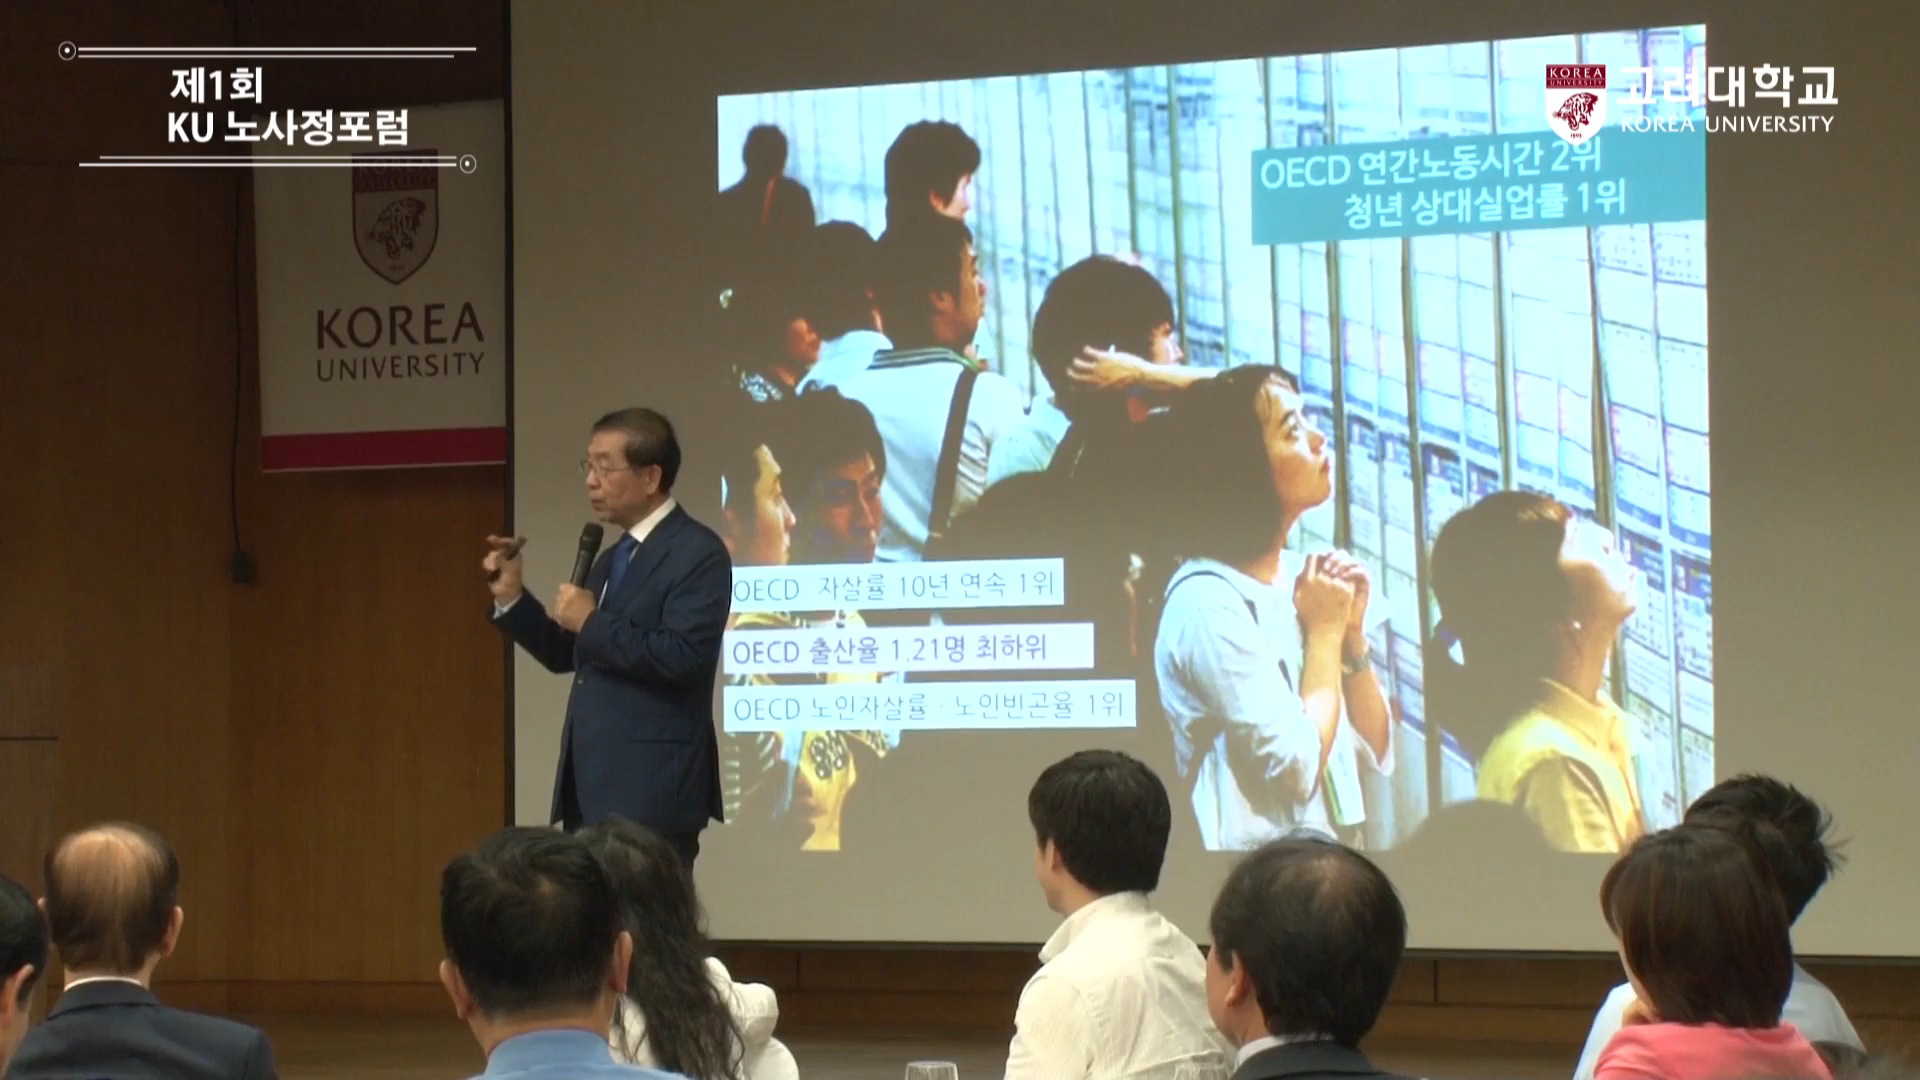 제1회
KU 노사정포럼
KOREA
UNIVERSITY
고려대학교
KOREA UNIVERSITY
KOREA
UNIVERSITY
1905
OECD 연간노동시간 2위
청년 상대실업률 1위
OECD 자살률 10년 연속 1위
OECD 출산율 1.21명 최하위
OECD 노인자살률·노인빈곤율 1위